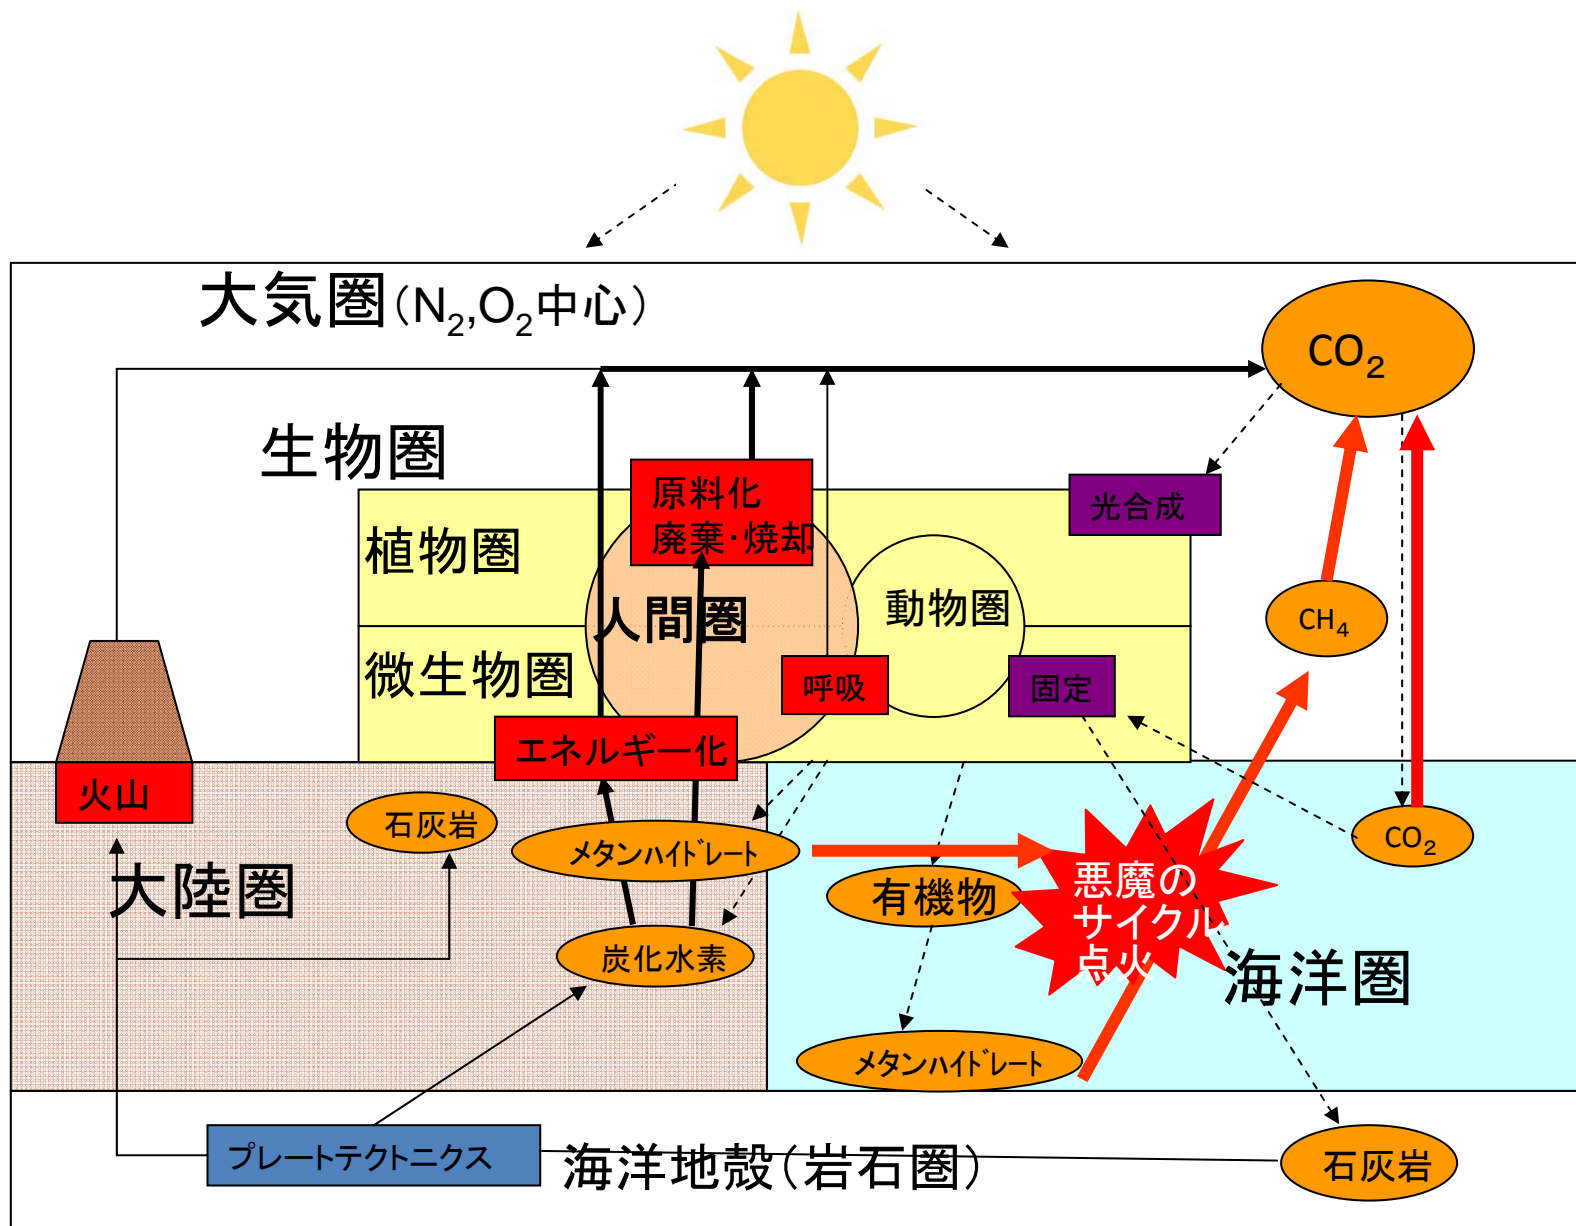 大気圏(N₂,O₂中心)
CO₂
生物圏
原料化
廃棄・焼却
光合成
植物圏
人間圏
動物圏
CH₄
微生物圏
呼吸
固定
エネルギー化
火山
石灰岩
メタンハイドレート
CO₂
大陸圏
有機物
悪魔の
サイクル
点火
炭化水素
海洋圏
メタンハイドレート
プレートテクトニクス
海洋地殻(岩石圏)
石灰岩